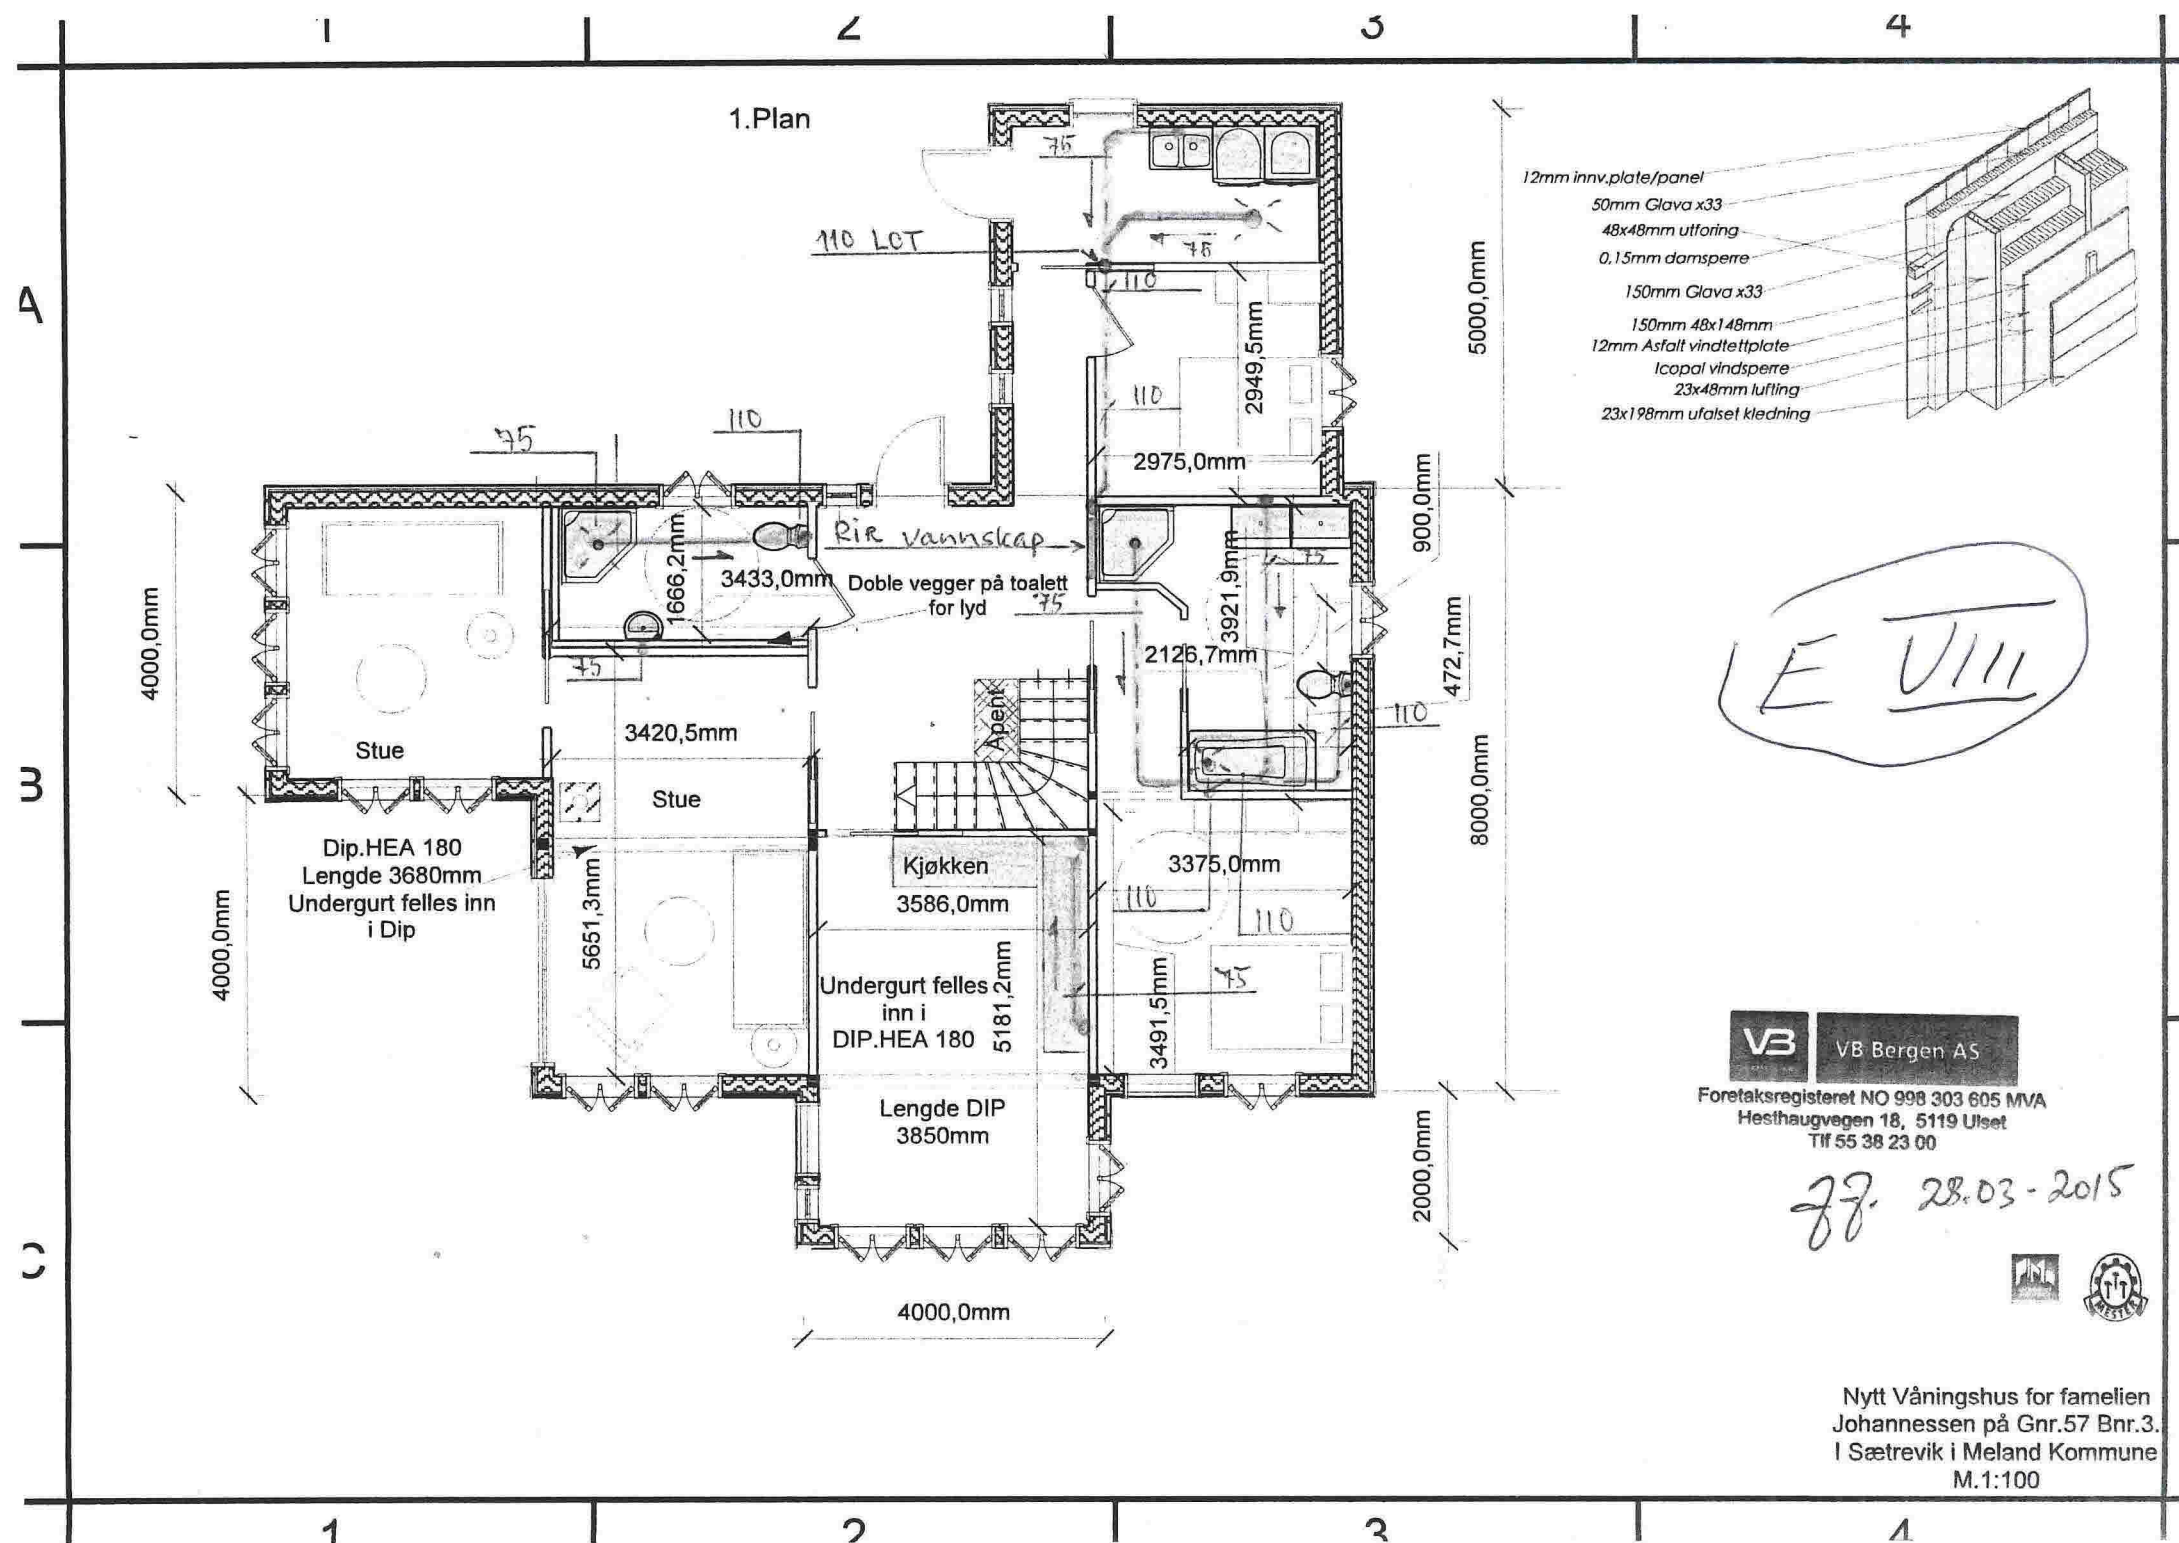 1
2
3
4
A
B
C
1.Plan
75
110 LOT
75
110
110
2949,5mm
2975,0mm
5000,0mm
12mm innv.plate/panel
50mm Glava x33
48x48mm utforing
0,15mm damsperre
150mm Glava x33
150mm 48x148mm
12mm Asfalt vindtettplate
Icopal vindsperre
23x48mm lufting
23x198mm ufalset kledning
75
110
4000,0mm
1666,2mm
3433,0mm
RiR vannskap
Doble vegger på toalett
for lyd
75
75
3921,9mm
75
2126,7mm
900,0mm
472,7mm
110
E VIII
Stue
3420,5mm
Stue
Åpent
8000,0mm
Dip.HEA 180
Lengde 3680mm
Undergurt felles inn
i Dip
4000,0mm
5651,3mm
Kjøkken
3586,0mm
3375,0mm
110
110
Undergurt felles
inn i
DIP.HEA 180
5181,2mm
75
3491,5mm
Lengde DIP
3850mm
2000,0mm
4000,0mm
VB
VB Bergen AS
Foretaksregisteret NO 998 303 605 MVA
Hesthaugvegen 18, 5119 Ulset
Tlf 55 38 23 00
28.03-2015
MESTER
Nytt Våningshus for famelien
Johannessen på Gnr.57 Bnr.3.
I Sætrevik i Meland Kommune
M.1:100
1
2
3
4